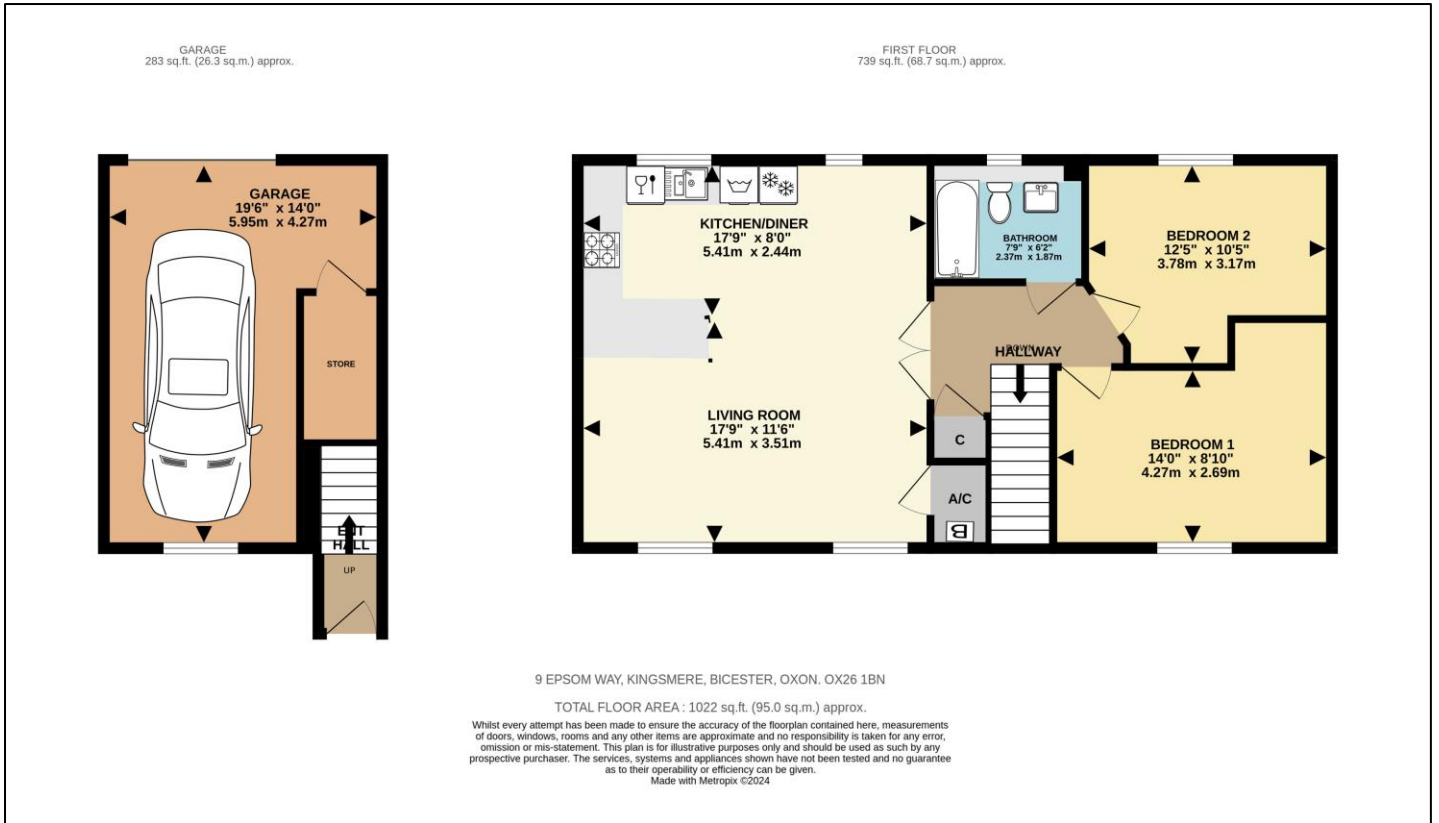 GARAGE
283 sq.ft. (26.3 sq.m.) approx.
FIRST FLOOR
739 sq.ft. (68.7 sq.m.) approx.
GARAGE
19'6" x 14'0"
5.95m x 4.27m
STORE
ENT
HALL
UP
KITCHEN/DINER
17'9" x 8'0"
5.41m x 2.44m
BATHROOM
7'9" x 6'2"
2.37m x 1.87m
BEDROOM 2
12'5" x 10'5"
3.78m x 3.17m
DOWN
HALLWAY
LIVING ROOM
17'9" x 11'6"
5.41m x 3.51m
C
A/C
B
BEDROOM 1
14'0" x 8'10"
4.27m x 2.69m
9 EPSOM WAY, KINGSMERE, BICESTER, OXON. OX26 1BN
TOTAL FLOOR AREA : 1022 sq.ft. (95.0 sq.m.) approx.
Whilst every attempt has been made to ensure the accuracy of the floorplan contained here, measurements
of doors, windows, rooms and any other items are approximate and no responsibility is taken for any error,
omission or mis-statement. This plan is for illustrative purposes only and should be used as such by any
prospective purchaser. The services, systems and appliances shown have not been tested and no guarantee
as to their operability or efficiency can be given.
Made with Metropix ©2024